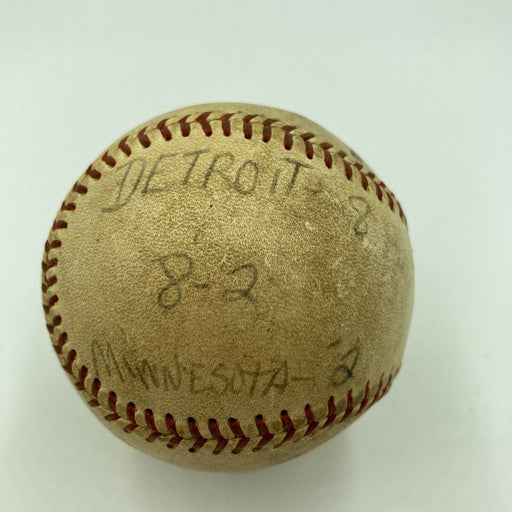 DETROIT - 8
8-2
MINNESOTA - 2